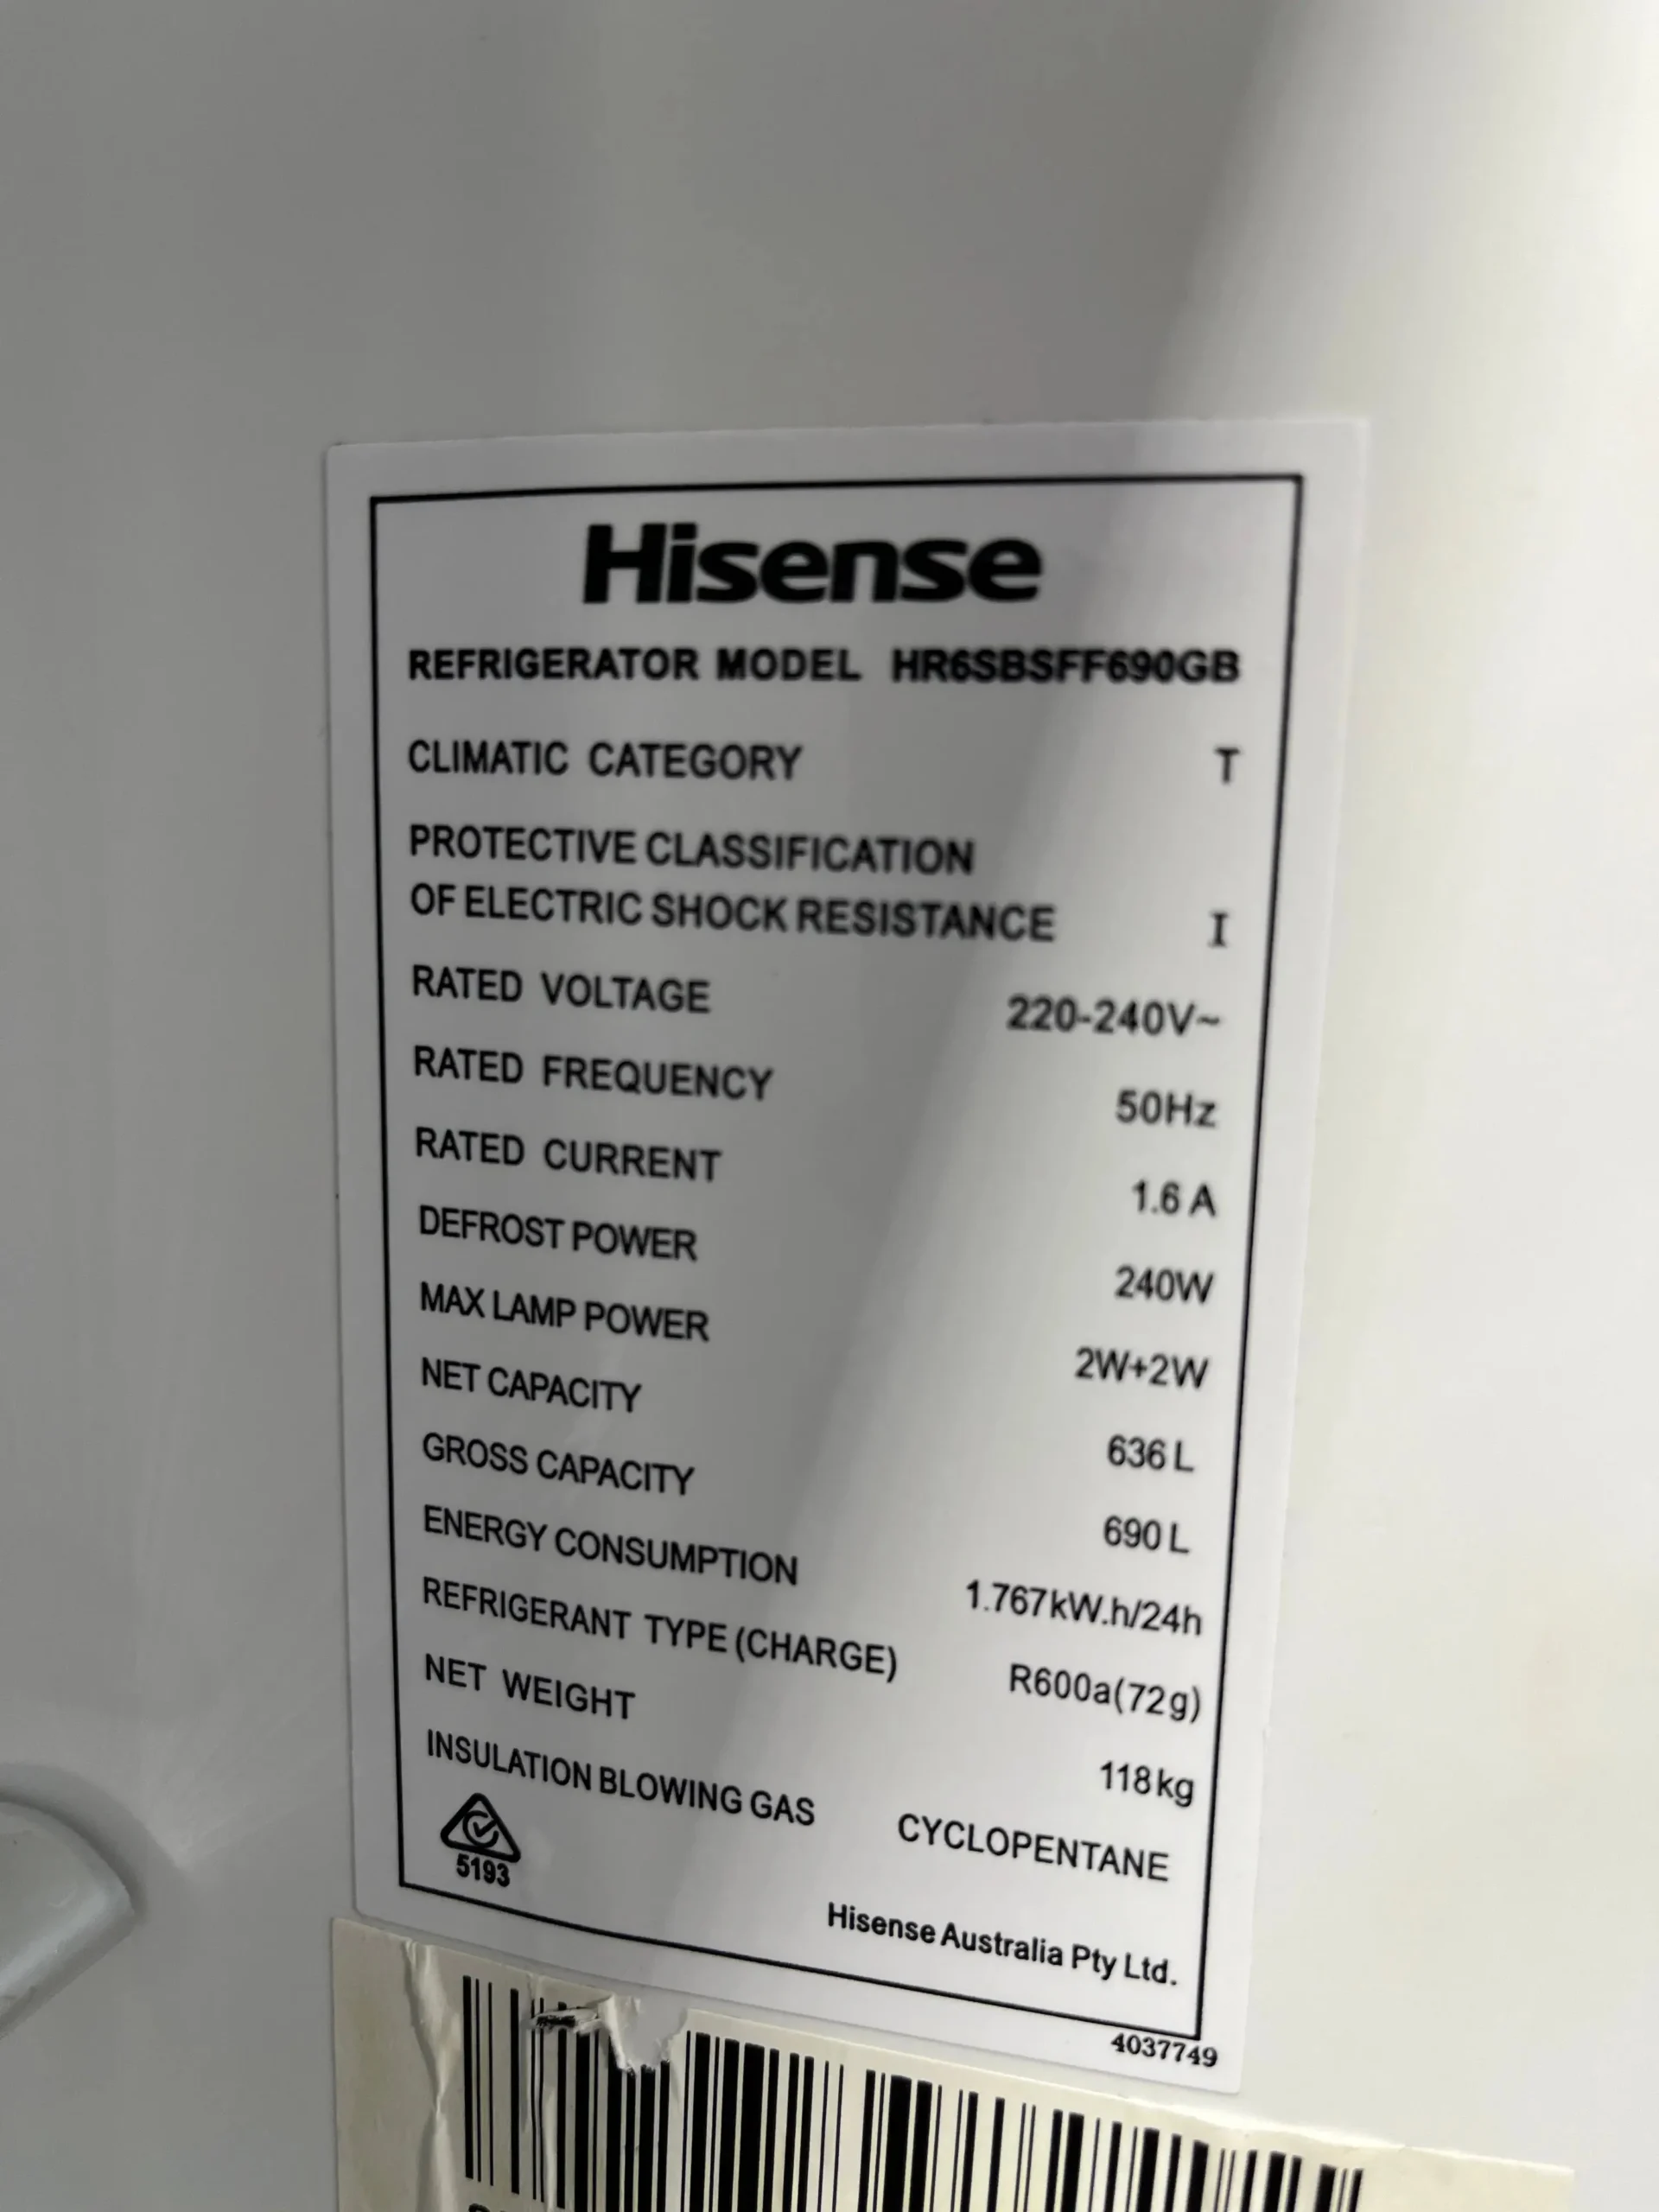 Hisense
REFRIGERATOR MODEL HR6SBSFF690GB
CLIMATIC CATEGORY T
PROTECTIVE CLASSIFICATION
OF ELECTRIC SHOCK RESISTANCE I
RATED VOLTAGE 220-240V~
RATED FREQUENCY 50Hz
RATED CURRENT 1.6 A
DEFROST POWER 240W
MAX LAMP POWER 2W+2W
NET CAPACITY 636 L
GROSS CAPACITY 690 L
ENERGY CONSUMPTION 1.767kW.h/24h
REFRIGERANT TYPE (CHARGE) R600a(72g)
NET WEIGHT 118kg
INSULATION BLOWING GAS CYCLOPENTANE
5193
Hisense Australia Pty Ltd.
4037749